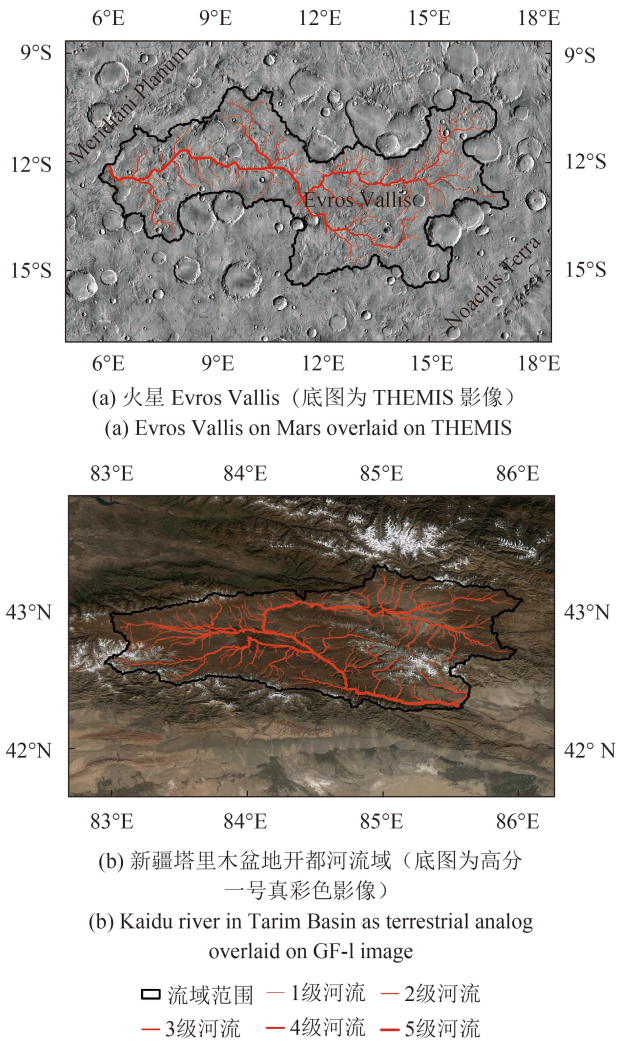 6°E 9°E 12°E 15°E 18°E
9°S 9°S
Meridiani Planum
12°S 12°S
Evros Vallis
15°S 15°S
Noachis Tetra
6°E 9°E 12°E 15°E 18°E
(a) 火星 Evros Vallis（底图为 THEMIS 影像）
(a) Evros Vallis on Mars overlaid on THEMIS
83°E 84°E 85°E 86°E
43°N 43°N
42°N 42° N
83°E 84°E 85°E 86°E
(b) 新疆塔里木盆地开都河流域（底图为高分
一号真彩色影像）
(b) Kaidu river in Tarim Basin as terrestrial analog
overlaid on GF-l image
流域范围 1级河流 2级河流
3级河流 4级河流 5级河流